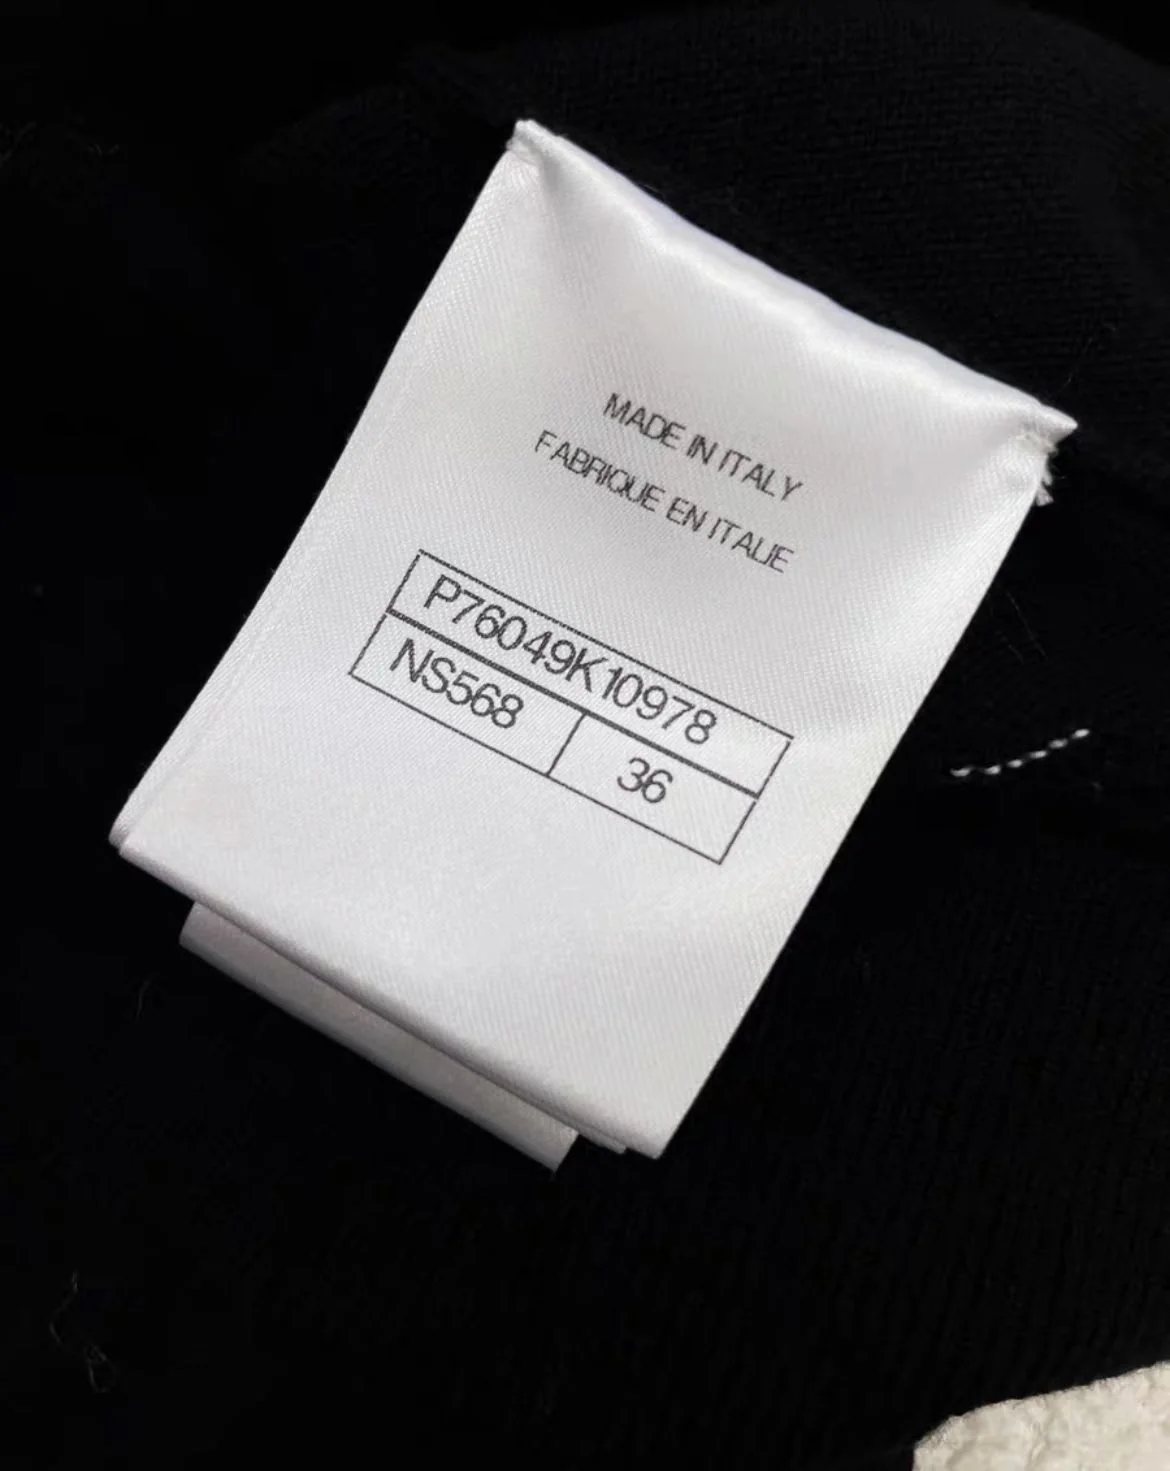 MADE IN ITALY
FABRIQUE EN ITALIE
P76049K10978
NS568 36